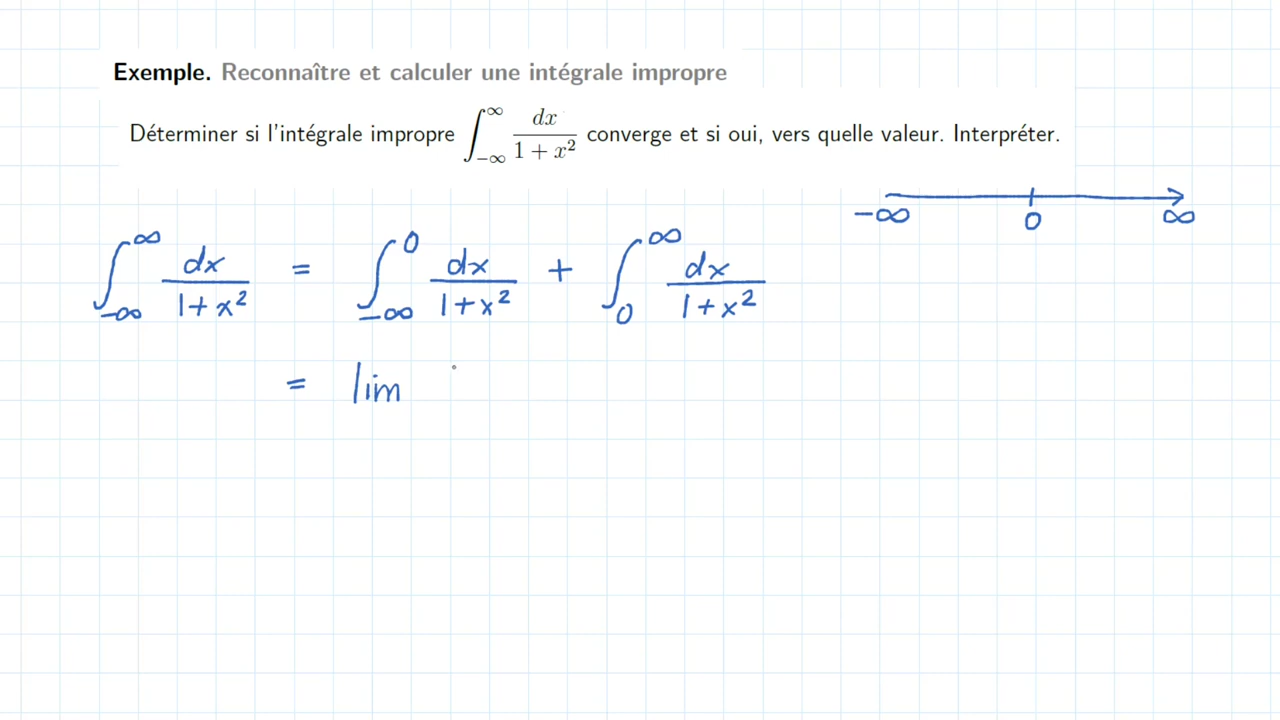 Exemple. Reconnaître et calculer une intégrale impropre
Déterminer si l'intégrale impropre ∫_{-∞}^{∞} dx/(1 + x²) converge et si oui, vers quelle valeur. Interpréter.
-∞ 0 ∞
∫_{-∞}^{∞} dx/(1+x²) = ∫_{-∞}^{0} dx/(1+x²) + ∫_{0}^{∞} dx/(1+x²)
= lim